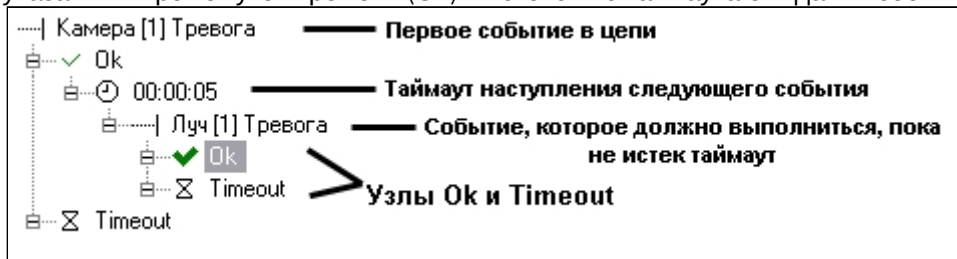 Камера [1] Тревога Первое событие в цепи
Ok
00:00:05 Таймаут наступления следующего события
Луч [1] Тревога Событие, которое должно выполниться, пока
Ok не истек таймаут
Timeout Узлы Ok и Timeout
Timeout